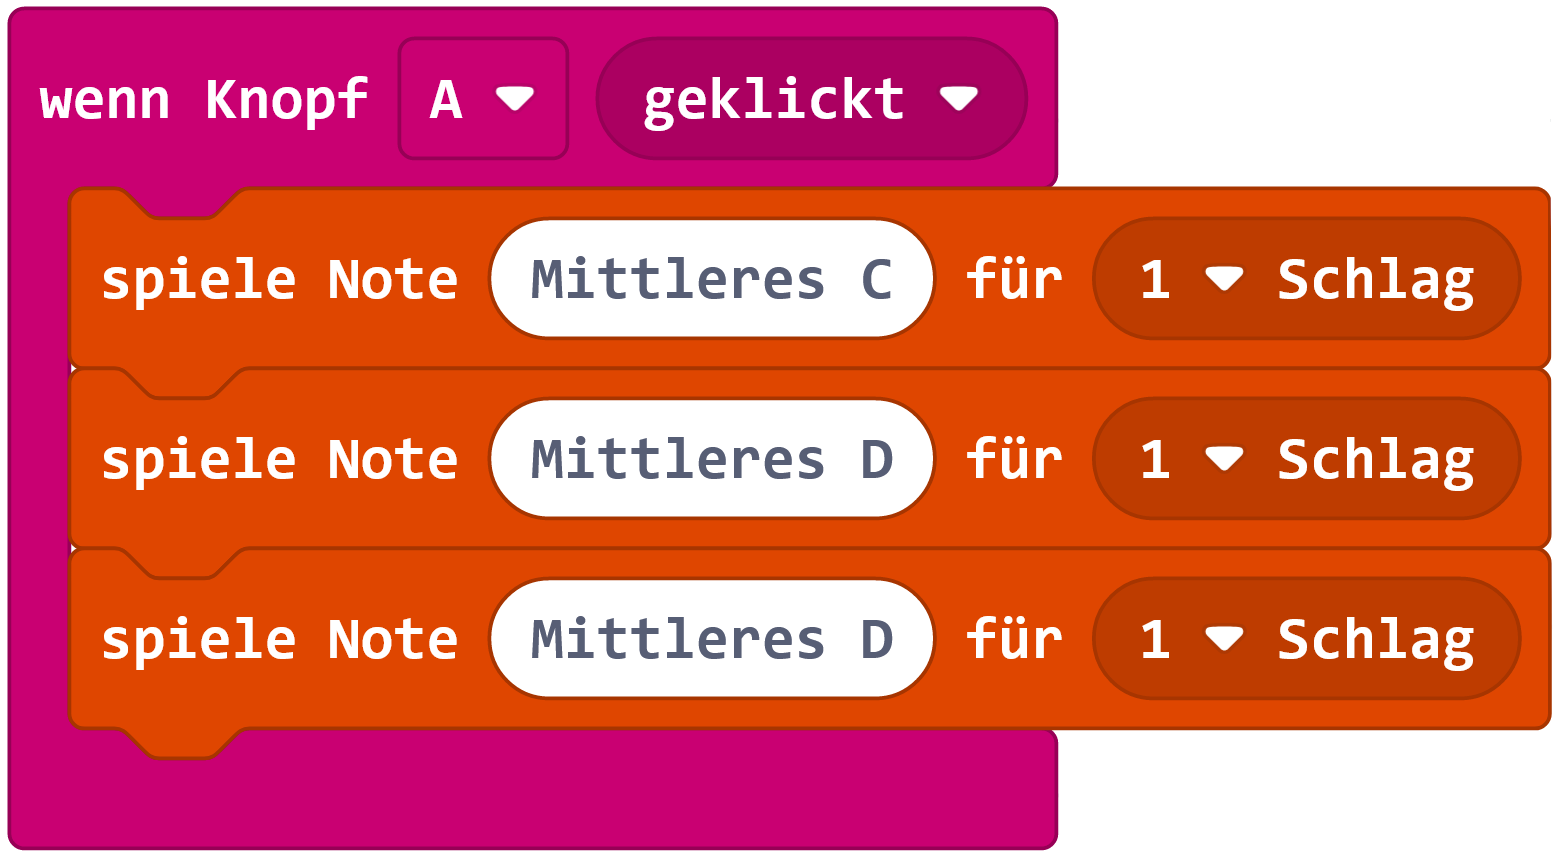 wenn Knopf A geklickt
spiele Note Mittleres C für 1 Schlag
spiele Note Mittleres D für 1 Schlag
spiele Note Mittleres D für 1 Schlag